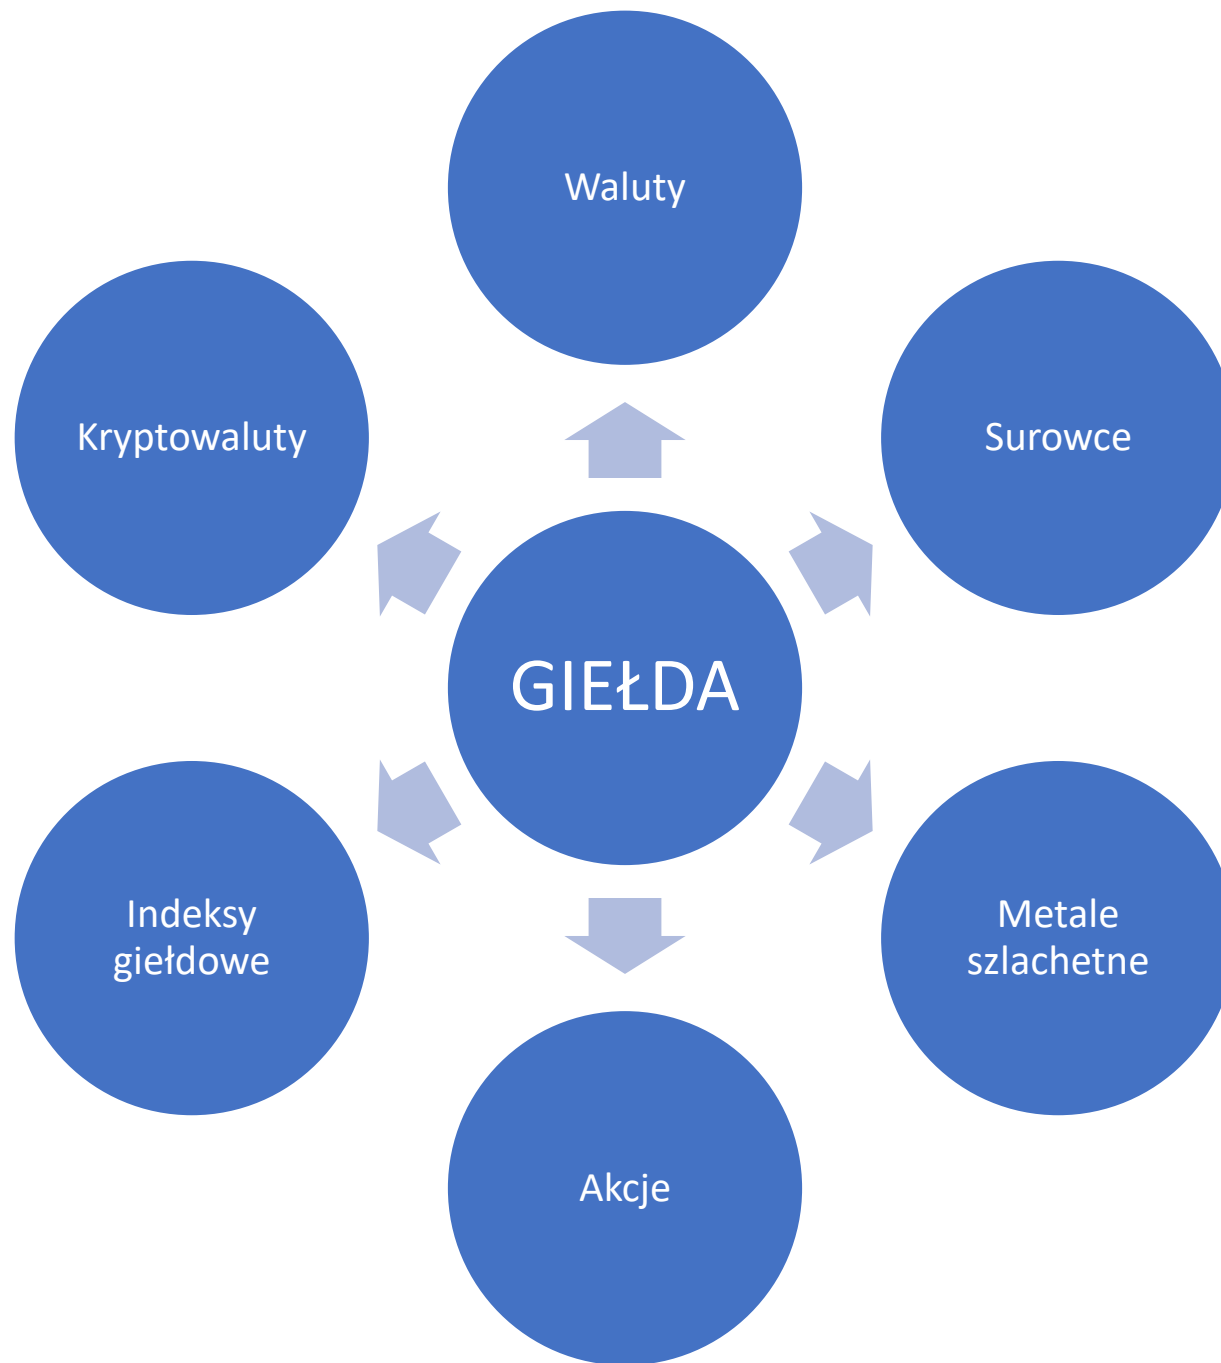 Waluty
Kryptowaluty
Surowce
GIEŁDA
Indeksy
giełdowe
Metale
szlachetne
Akcje